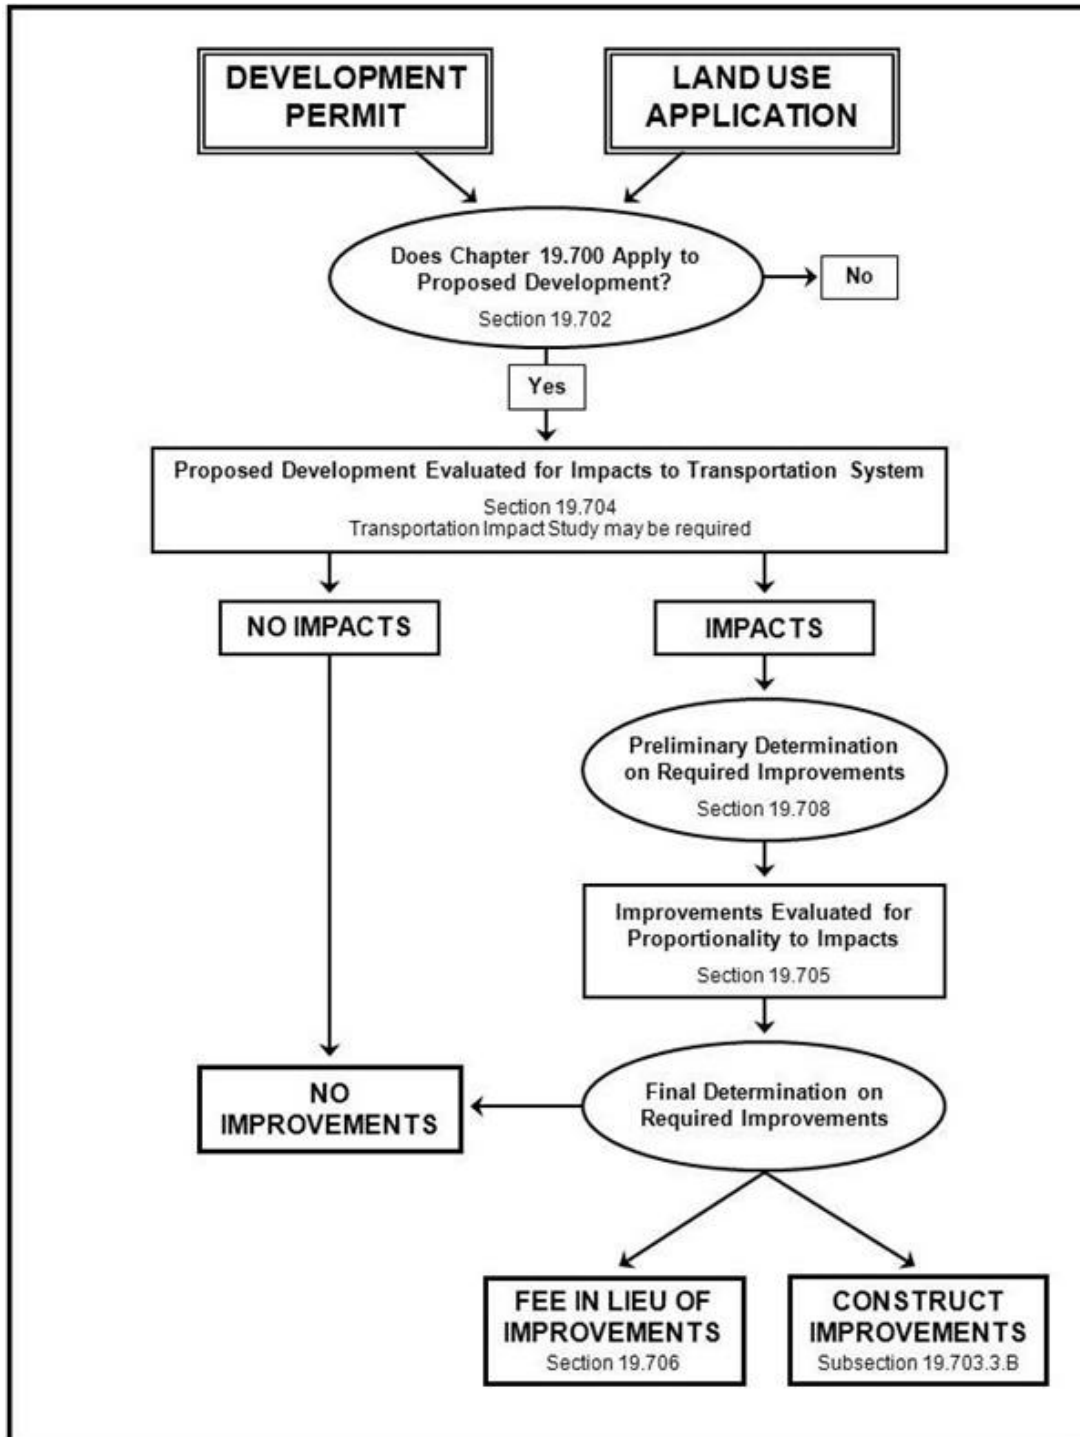 DEVELOPMENT
PERMIT
LAND USE
APPLICATION
Does Chapter 19.700 Apply to
Proposed Development?
Section 19.702
No
Yes
Proposed Development Evaluated for Impacts to Transportation System
Section 19.704
Transportation Impact Study may be required
NO IMPACTS
IMPACTS
Preliminary Determination
on Required Improvements
Section 19.708
Improvements Evaluated for
Proportionality to Impacts
Section 19.705
NO
IMPROVEMENTS
Final Determination on
Required Improvements
FEE IN LIEU OF
IMPROVEMENTS
Section 19.706
CONSTRUCT
IMPROVEMENTS
Subsection 19.703.3.B